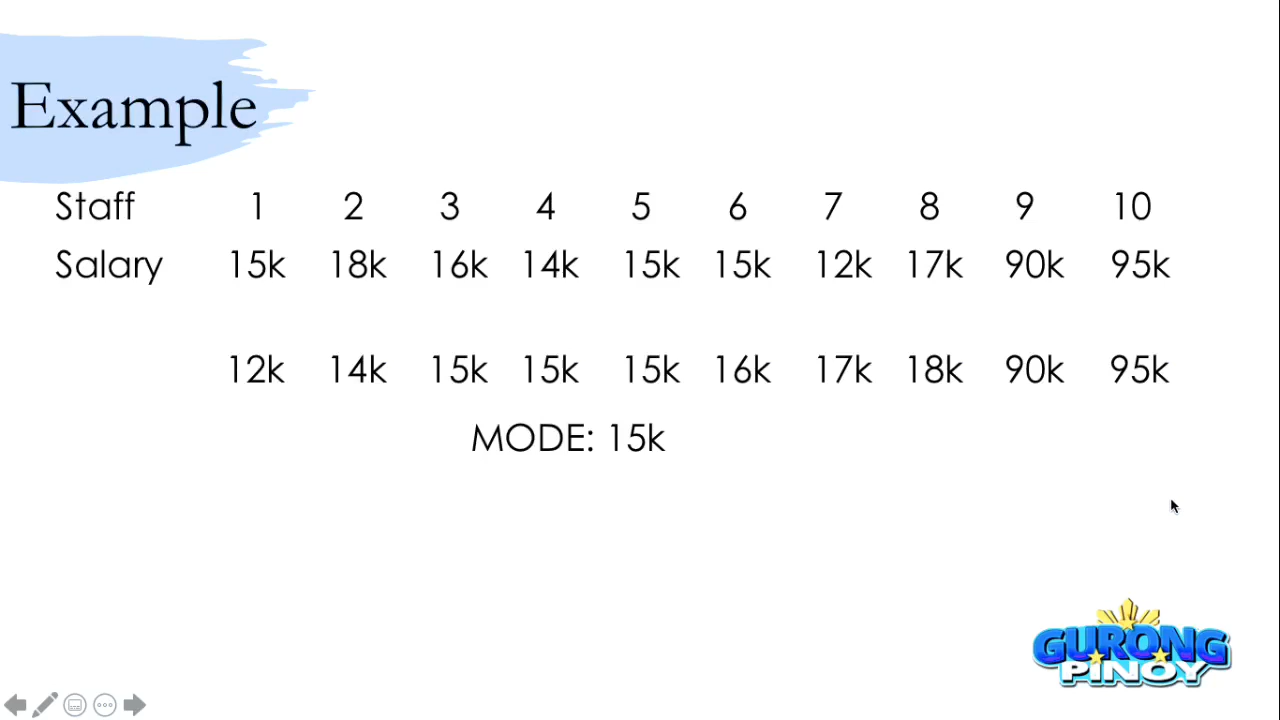 Example
Staff 1 2 3 4 5 6 7 8 9 10
Salary 15k 18k 16k 14k 15k 15k 12k 17k 90k 95k
12k 14k 15k 15k 15k 16k 17k 18k 90k 95k
MODE: 15k
GURONG
PINOY